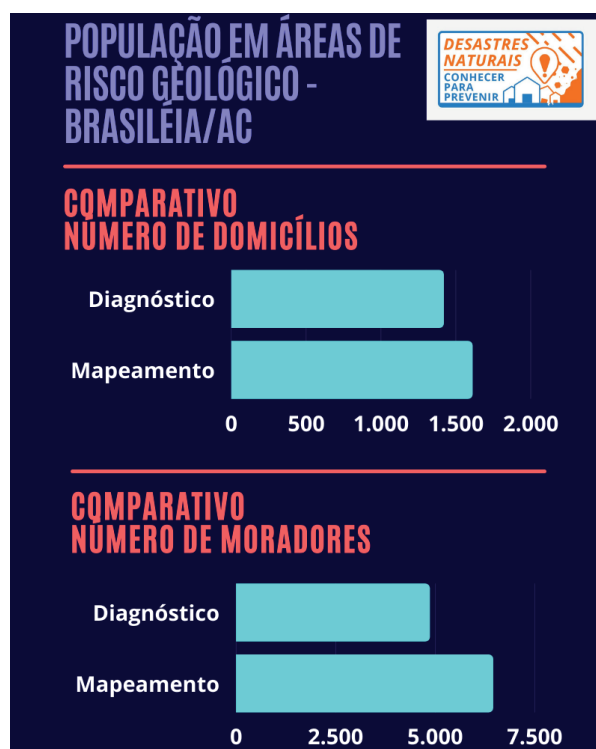 POPULAÇÃO EM ÁREAS DE
RISCO GEOLÓGICO -
BRASILÉIA/AC
DESASTRES
NATURAIS
CONHECER
PARA
PREVENIR
COMPARATIVO
NÚMERO DE DOMICÍLIOS
Diagnóstico
Mapeamento
0 500 1.000 1.500 2.000
COMPARATIVO
NÚMERO DE MORADORES
Diagnóstico
Mapeamento
0 2.500 5.000 7.500